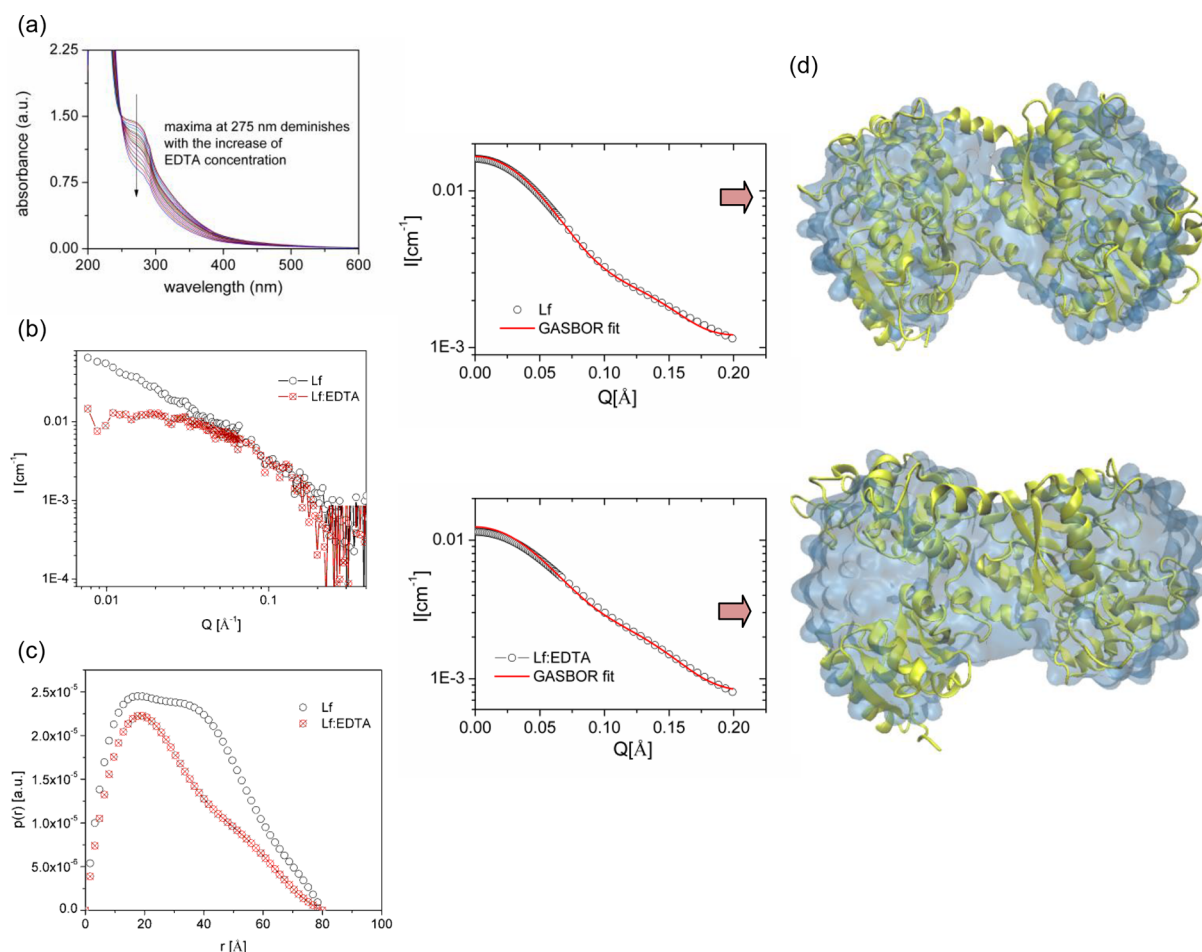 (a)
2.25
1.50
0.75
0.00
absorbance (a.u.)
maxima at 275 nm deminishes
with the increase of
EDTA concentration
200 300 400 500 600
wavelength (nm)
(b)
0.01
1E-3
1E-4
I [cm⁻¹]
Lf
Lf:EDTA
0.01 0.1
Q [Å⁻¹]
(c)
2.5x10⁻⁵
2.0x10⁻⁵
1.5x10⁻⁵
1.0x10⁻⁵
5.0x10⁻⁶
0.0
p(r) [a.u.]
Lf
Lf:EDTA
0 20 40 60 80 100
r [Å]
0.01
1E-3
I[cm⁻¹]
Lf
GASBOR fit
0.00 0.05 0.10 0.15 0.20
Q[Å]
0.01
1E-3
I[cm⁻¹]
Lf:EDTA
GASBOR fit
0.00 0.05 0.10 0.15 0.20
Q[Å]
(d)